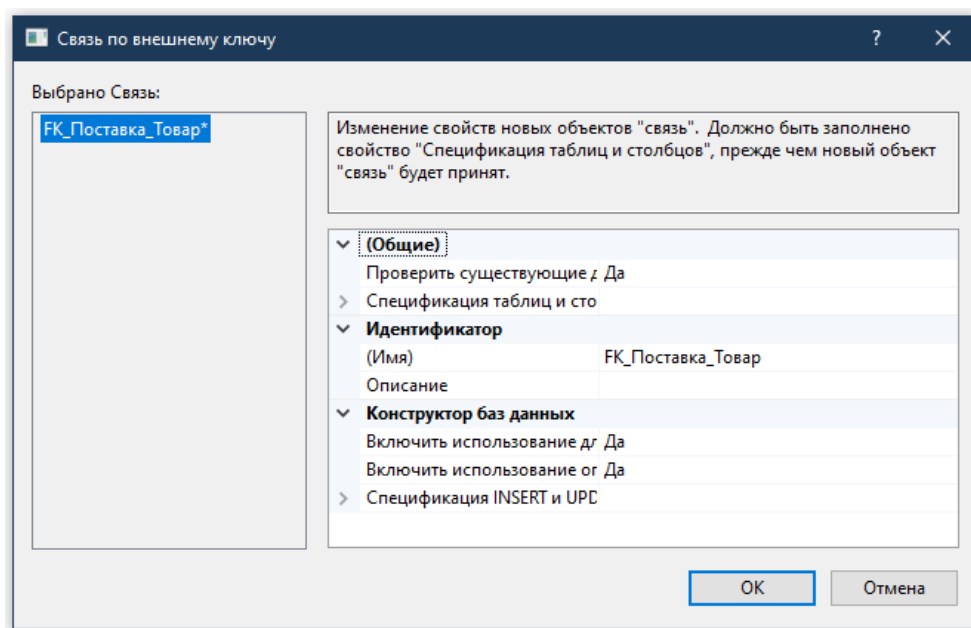 Связь по внешнему ключу
?
Выбрано Связь:
FK_Поставка_Товар*
Изменение свойств новых объектов "связь". Должно быть заполнено
свойство "Спецификация таблиц и столбцов", прежде чем новый объект
"связь" будет принят.
(Общие)
Проверить существующие д Да
Спецификация таблиц и сто
Идентификатор
(Имя) FK_Поставка_Товар
Описание
Конструктор баз данных
Включить использование дл Да
Включить использование ог Да
Спецификация INSERT и UPD
OK Отмена